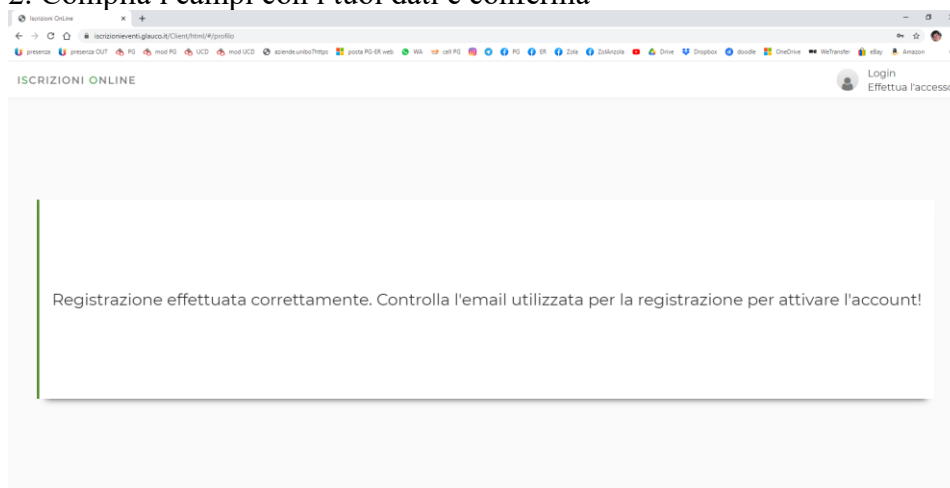 2. Compila i campi con i tuoi dati e conferma
Iscrizioni OnLine
iscrizionieventi.glauco.it/Client/html/#/profilo
presenze presenze OUT PG mod PG UCD mod UCD aziende.unibo?https posta PG-ER web WA cell PG PG ER Zola ZolAnzola Drive Dropbox doodle OneDrive WeTransfer eBay Amazon
ISCRIZIONI ONLINE
Login
Effettua l'accesso
Registrazione effettuata correttamente. Controlla l'email utilizzata per la registrazione per attivare l'account!